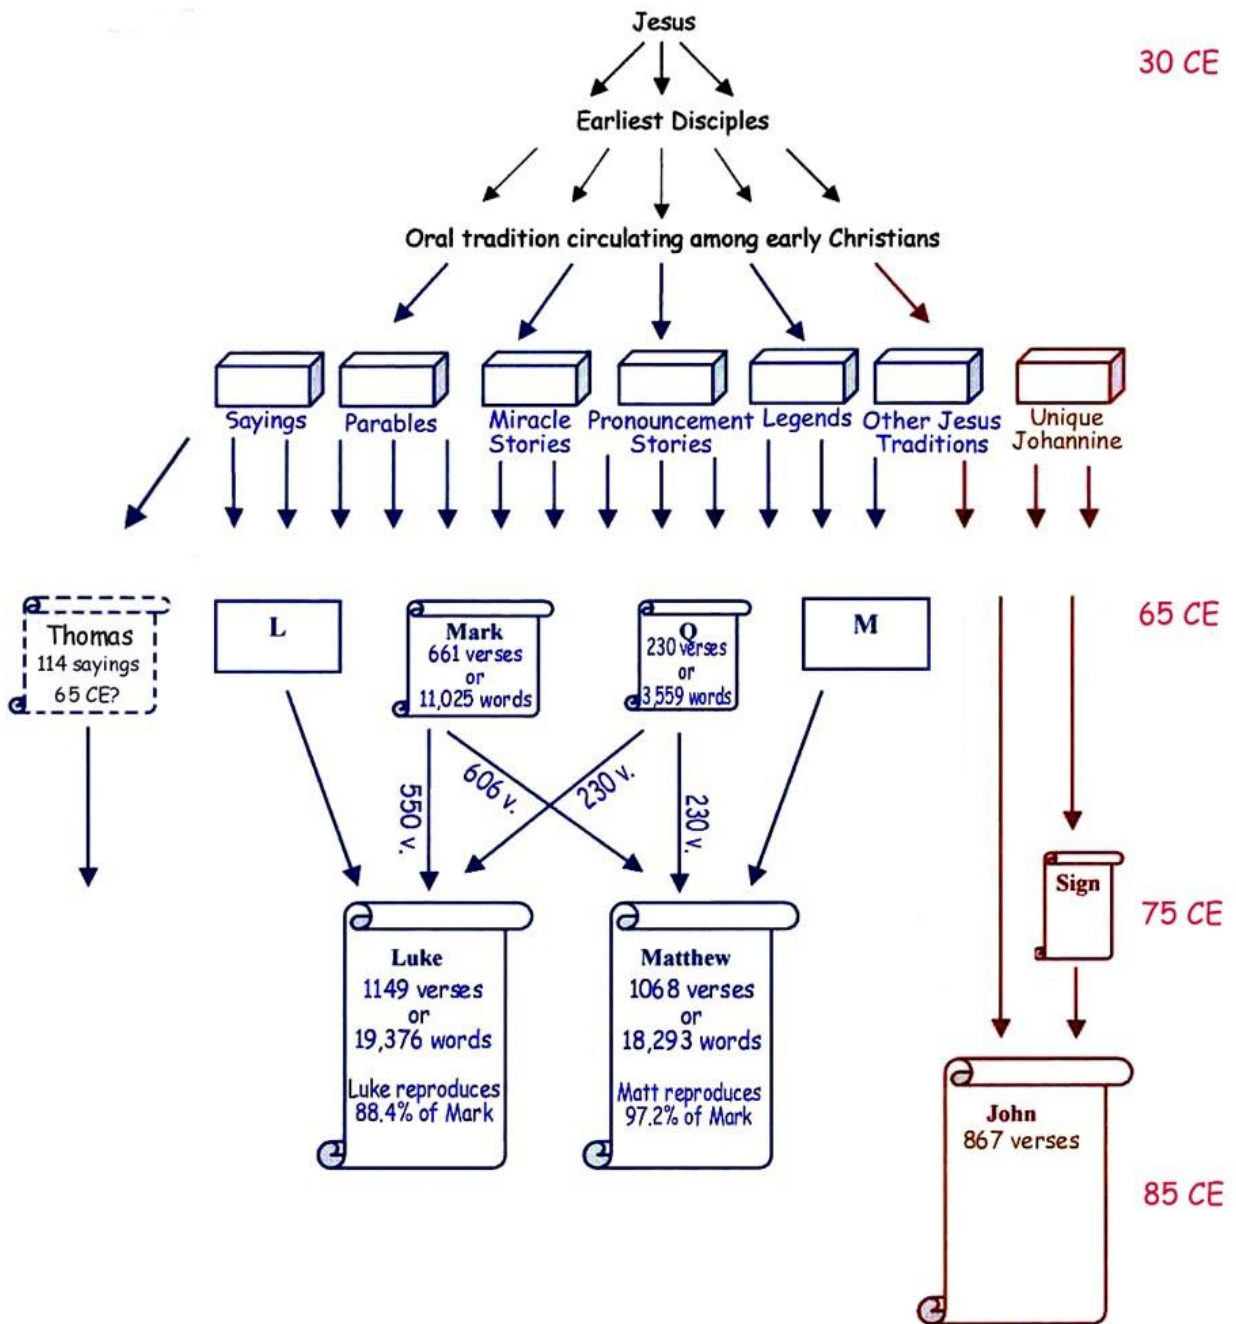 Jesus
30 CE
Earliest Disciples
Oral tradition circulating among early Christians
Sayings
Parables
Miracle
Stories
Pronouncement
Stories
Legends
Other Jesus
Traditions
Unique
Johannine
65 CE
Thomas
114 sayings
65 CE?
L
Mark
661 verses
or
11,025 words
Q
230 verses
or
3,559 words
M
550 v.
606 v.
230 v.
230 v.
Sign
75 CE
Luke
1149 verses
or
19,376 words
Luke reproduces
88.4% of Mark
Matthew
1068 verses
or
18,293 words
Matt reproduces
97.2% of Mark
John
867 verses
85 CE